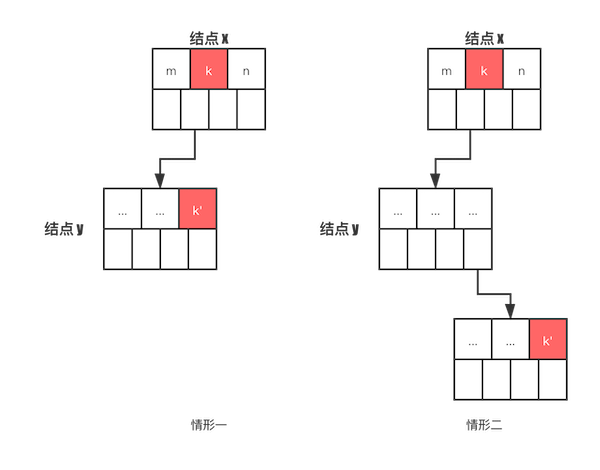 结点 x
m k n
... ... k'
结点 y
情形一
结点 x
m k n
... ... ...
结点 y
... ... k'
情形二